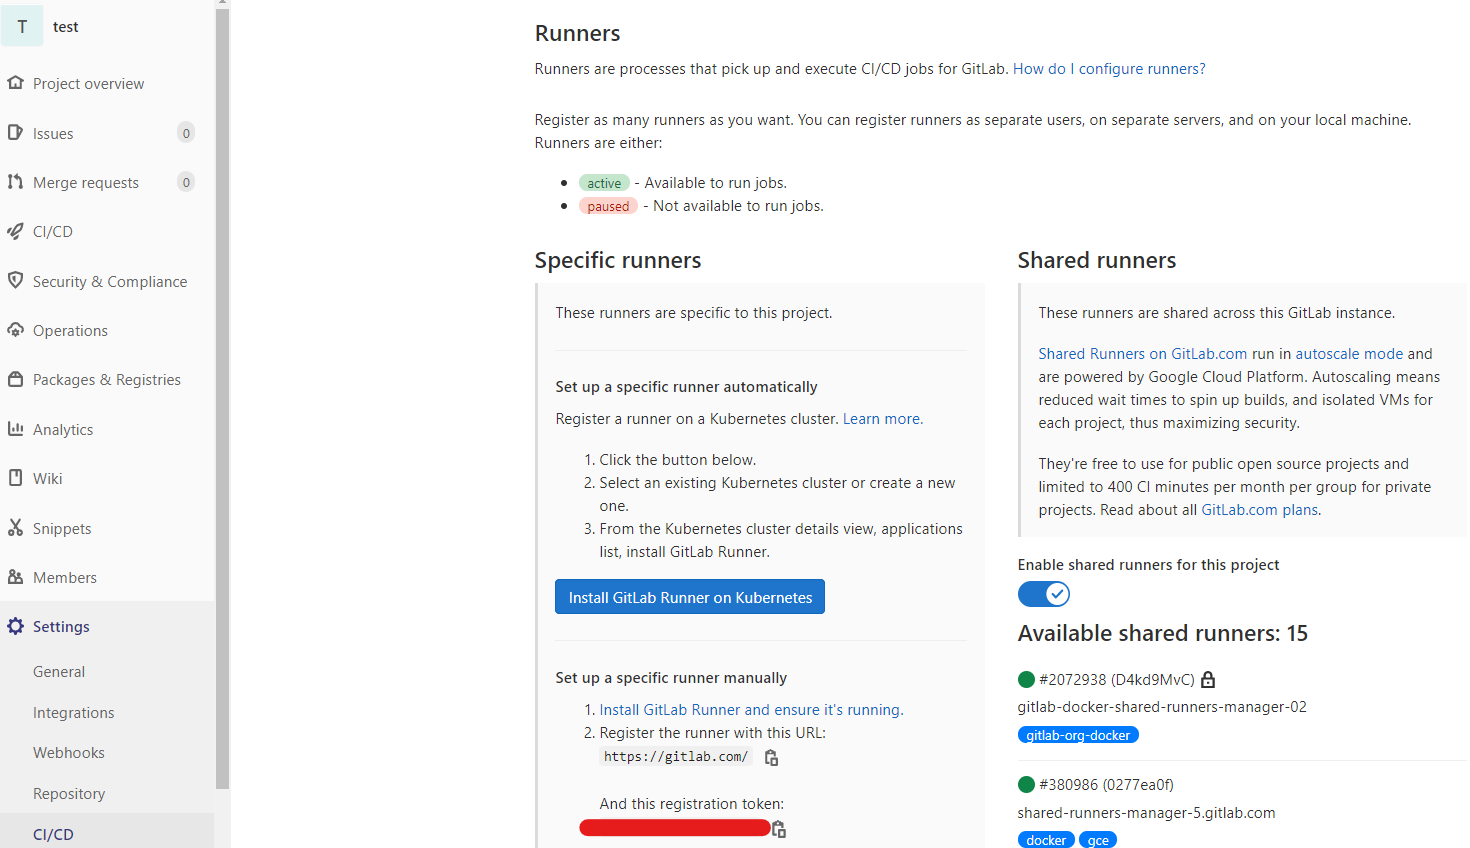 T test
Project overview
Issues 0
Merge requests 0
CI/CD
Security & Compliance
Operations
Packages & Registries
Analytics
Wiki
Snippets
Members
Settings
General
Integrations
Webhooks
Repository
CI/CD
Runners
Runners are processes that pick up and execute CI/CD jobs for GitLab. How do I configure runners?
Register as many runners as you want. You can register runners as separate users, on separate servers, and on your local machine.
Runners are either:
active - Available to run jobs.
paused - Not available to run jobs.
Specific runners
These runners are specific to this project.
Set up a specific runner automatically
Register a runner on a Kubernetes cluster. Learn more.
1. Click the button below.
2. Select an existing Kubernetes cluster or create a new
one.
3. From the Kubernetes cluster details view, applications
list, install GitLab Runner.
Install GitLab Runner on Kubernetes
Set up a specific runner manually
1. Install GitLab Runner and ensure it's running.
2. Register the runner with this URL:
https://gitlab.com/
And this registration token:
Shared runners
These runners are shared across this GitLab instance.
Shared Runners on GitLab.com run in autoscale mode and
are powered by Google Cloud Platform. Autoscaling means
reduced wait times to spin up builds, and isolated VMs for
each project, thus maximizing security.
They're free to use for public open source projects and
limited to 400 CI minutes per month per group for private
projects. Read about all GitLab.com plans.
Enable shared runners for this project
Available shared runners: 15
#2072938 (D4kd9MvC)
gitlab-docker-shared-runners-manager-02
gitlab-org-docker
#380986 (0277ea0f)
shared-runners-manager-5.gitlab.com
docker gce